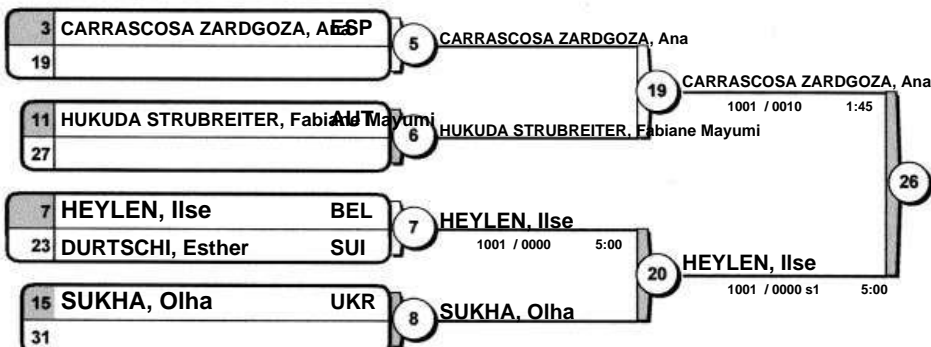 3 CARRASCOSA ZARDGOZA, Ana ESP
19
5
CARRASCOSA ZARDGOZA, Ana
11 HUKUDA STRUBREITER, Fabiane Mayumi AUT
27
6
HUKUDA STRUBREITER, Fabiane Mayumi
19
CARRASCOSA ZARDGOZA, Ana
1001 / 0010 1:45
26
7 HEYLEN, Ilse BEL
23 DURTSCHI, Esther SUI
7
HEYLEN, Ilse
1001 / 0000 5:00
15 SUKHA, Olha UKR
31
8
SUKHA, Olha
20
HEYLEN, Ilse
1001 / 0000 s1 5:00